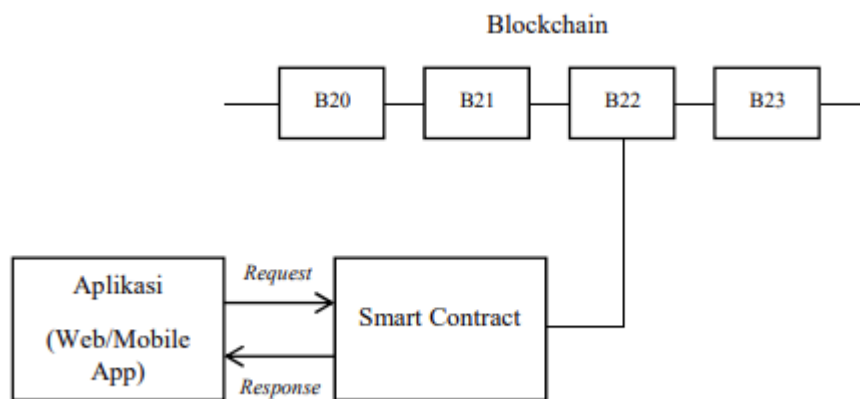 Blockchain
B20
B21
B22
B23
Aplikasi
(Web/Mobile
App)
Request
Response
Smart Contract